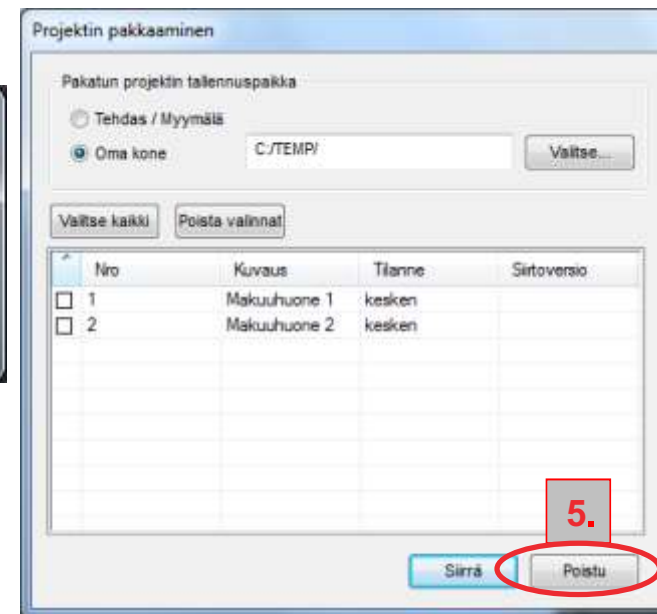 Projektin pakkaaminen
Pakatun projektin tallennuspaikka
Tehdas / Myymälä
Oma kone C:/TEMP/ Valitse...
Valitse kaikki Poista valinnat
Nro Kuvaus Tilanne Siirtoversio
1 Makuuhuone 1 kesken
2 Makuuhuone 2 kesken
5.
Siirrä Poistu